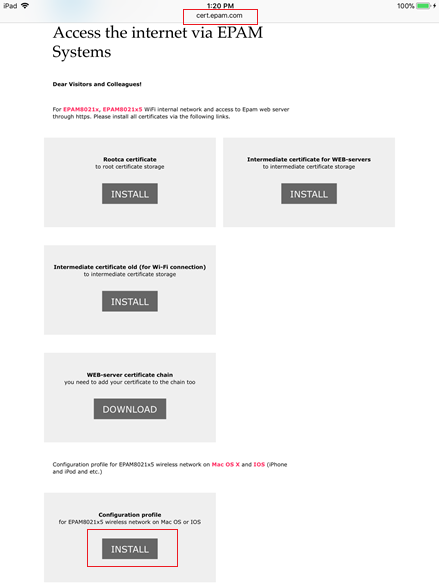 iPad 1:20 PM 100%
cert.epam.com
Access the internet via EPAM
Systems
Dear Visitors and Colleagues!
For EPAM8021x, EPAM8021x5 WiFi internal network and access to Epam web server
through https. Please install all certificates via the following links.
Rootca certificate
to root certificate storage
INSTALL
Intermediate certificate for WEB-servers
to intermediate certificate storage
INSTALL
Intermediate certificate old (for Wi-Fi connection)
to intermediate certificate storage
INSTALL
WEB-server certificate chain
you need to add your certificate to the chain too
DOWNLOAD
Configuration profile for EPAM8021x5 wireless network on Mac OS X and IOS (iPhone
and iPod and etc.)
Configuration profile
for EPAM8021x5 wireless network on Mac OS or IOS
INSTALL